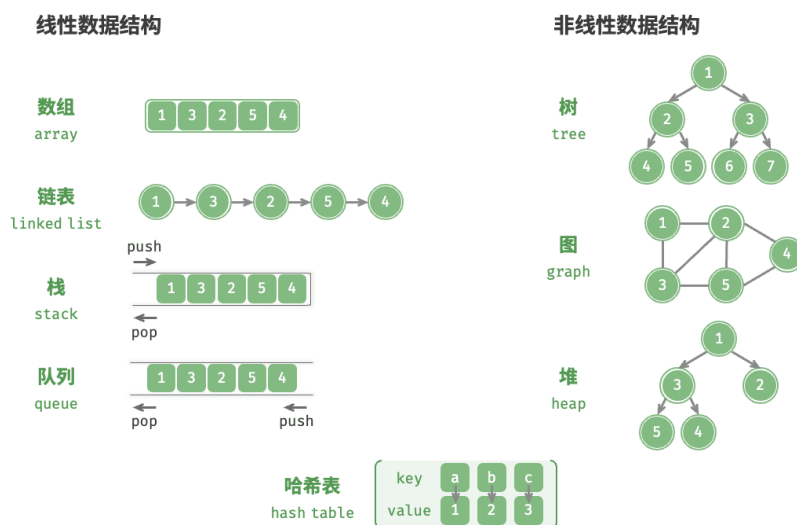 线性数据结构
数组
array
1 3 2 5 4
链表
linked list
1 3 2 5 4
栈
stack
push
1 3 2 5 4
pop
队列
queue
1 3 2 5 4
pop push
非线性数据结构
树
tree
1
2 3
4 5 6 7
图
graph
1 2
4
3 5
堆
heap
1
3 2
5 4
哈希表
hash table
key a b c
value 1 2 3